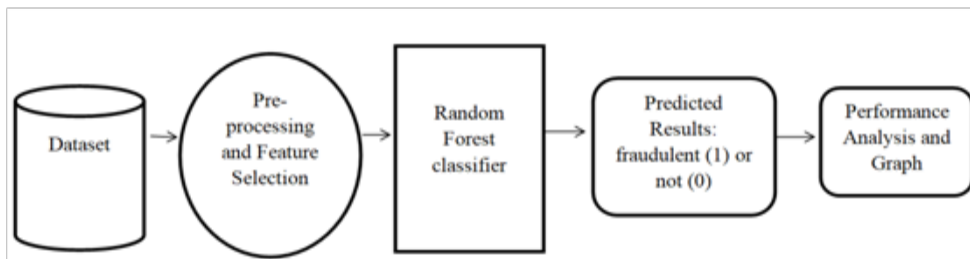 Dataset
Pre-
processing
and Feature
Selection
Random
Forest
classifier
Predicted
Results:
fraudulent (1) or
not (0)
Performance
Analysis and
Graph